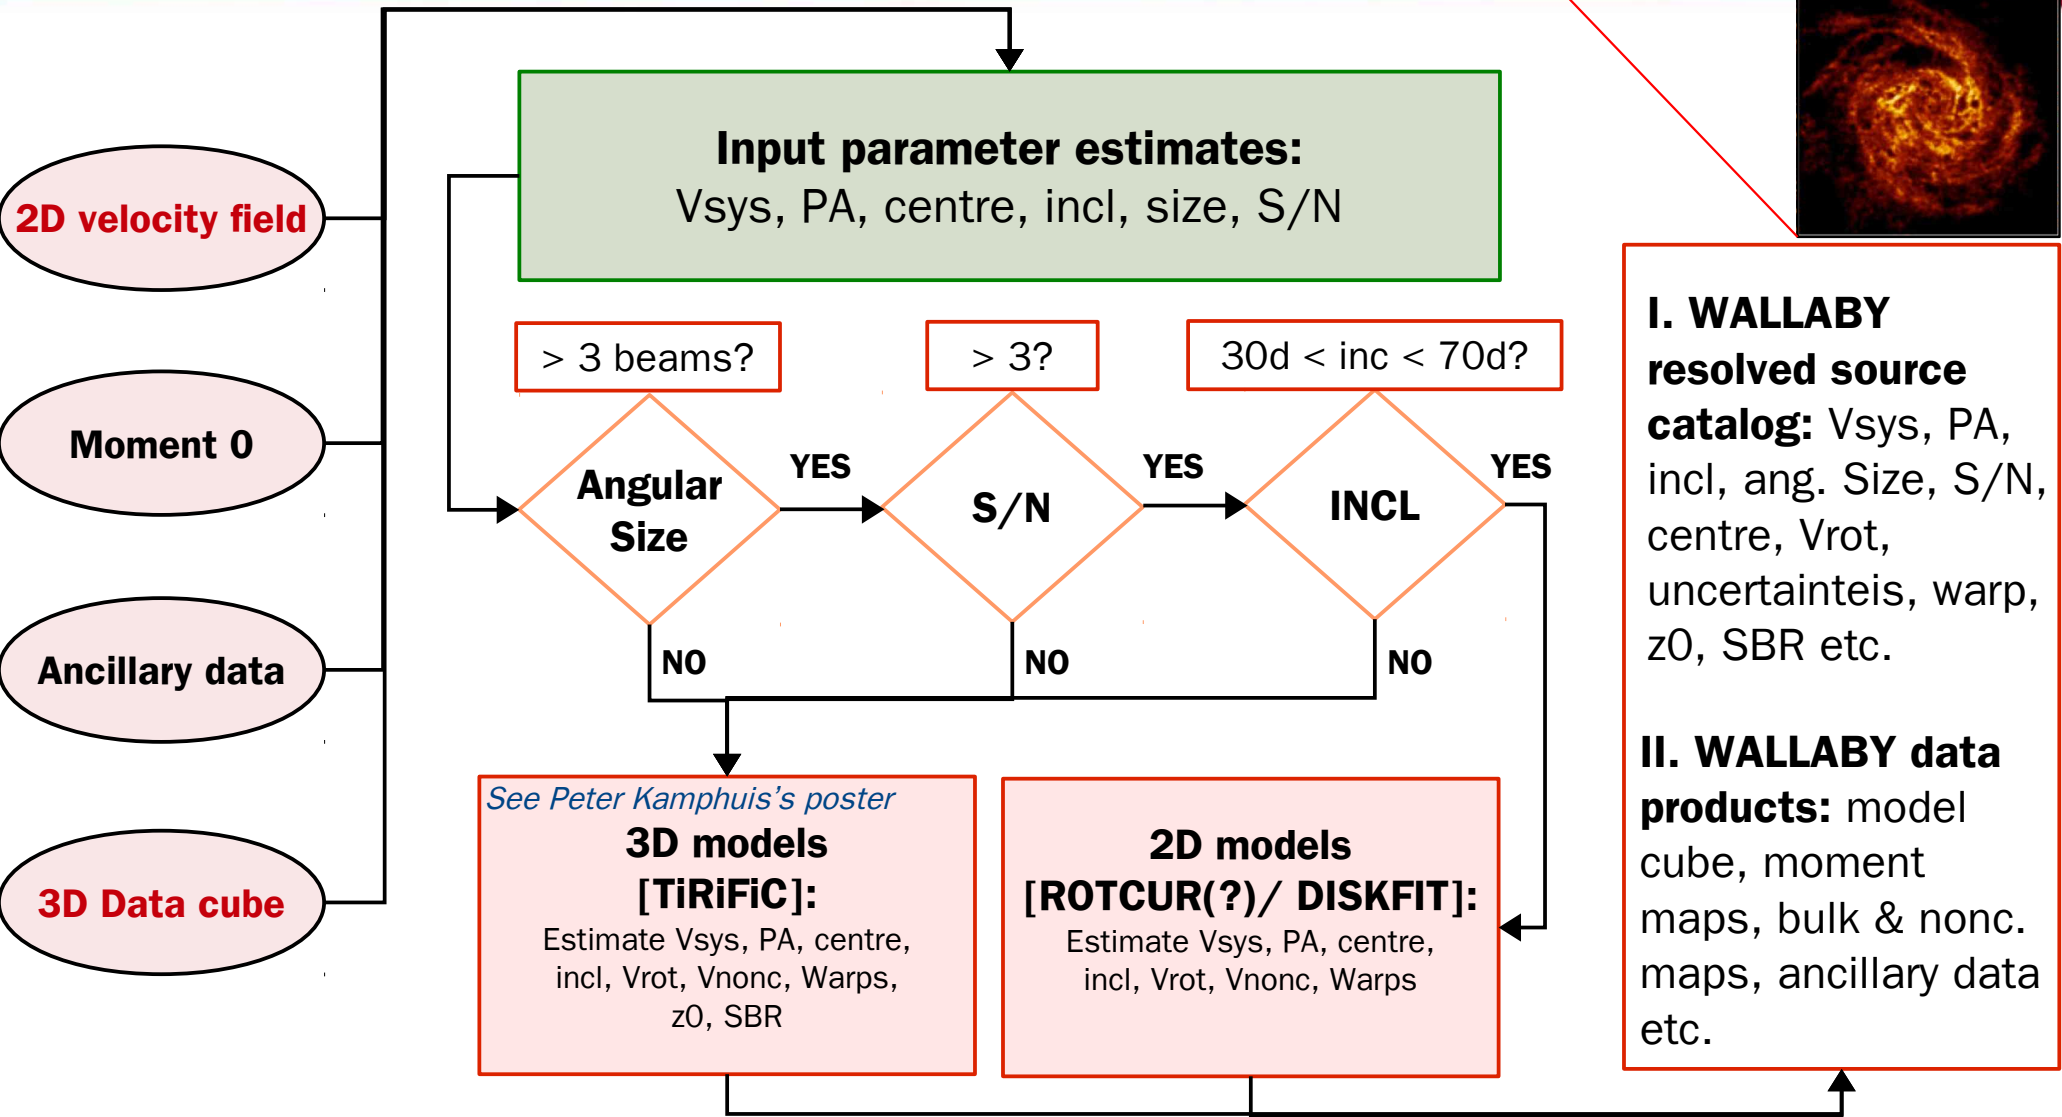 2D velocity field
Moment 0
Ancillary data
3D Data cube
Input parameter estimates:
Vsys, PA, centre, incl, size, S/N
> 3 beams?
> 3?
30d < inc < 70d?
Angular
Size
YES
S/N
YES
INCL
YES
NO
NO
NO
See Peter Kamphuis's poster
3D models
[TiRiFiC]:
Estimate Vsys, PA, centre,
incl, Vrot, Vnonc, Warps,
z0, SBR
2D models
[ROTCUR(?)/ DISKFIT]:
Estimate Vsys, PA, centre,
incl, Vrot, Vnonc, Warps
I. WALLABY
resolved source
catalog: Vsys, PA,
incl, ang. Size, S/N,
centre, Vrot,
uncertainteis, warp,
z0, SBR etc.
II. WALLABY data
products: model
cube, moment
maps, bulk & nonc.
maps, ancillary data
etc.